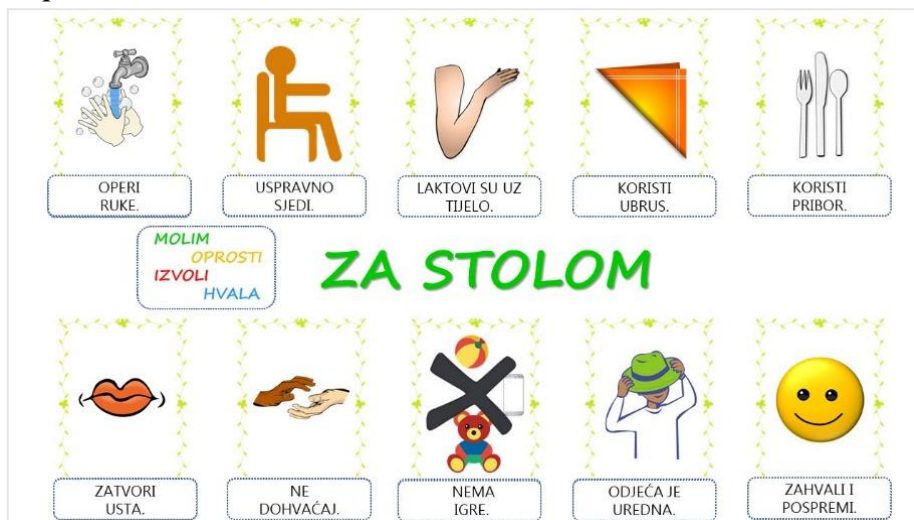 OPERI
RUKE.
USPRAVNO
SJEDI.
LAKTOVI SU UZ
TIJELO.
KORISTI
UBRUS.
KORISTI
PRIBOR.
MOLIM
OPROSTI
IZVOLI
HVALA
ZA STOLOM
ZATVORI
USTA.
NE
DOHVAĆAJ.
NEMA
IGRE.
ODJEĆA JE
UREDNA.
ZAHVALI I
POSPREMI.